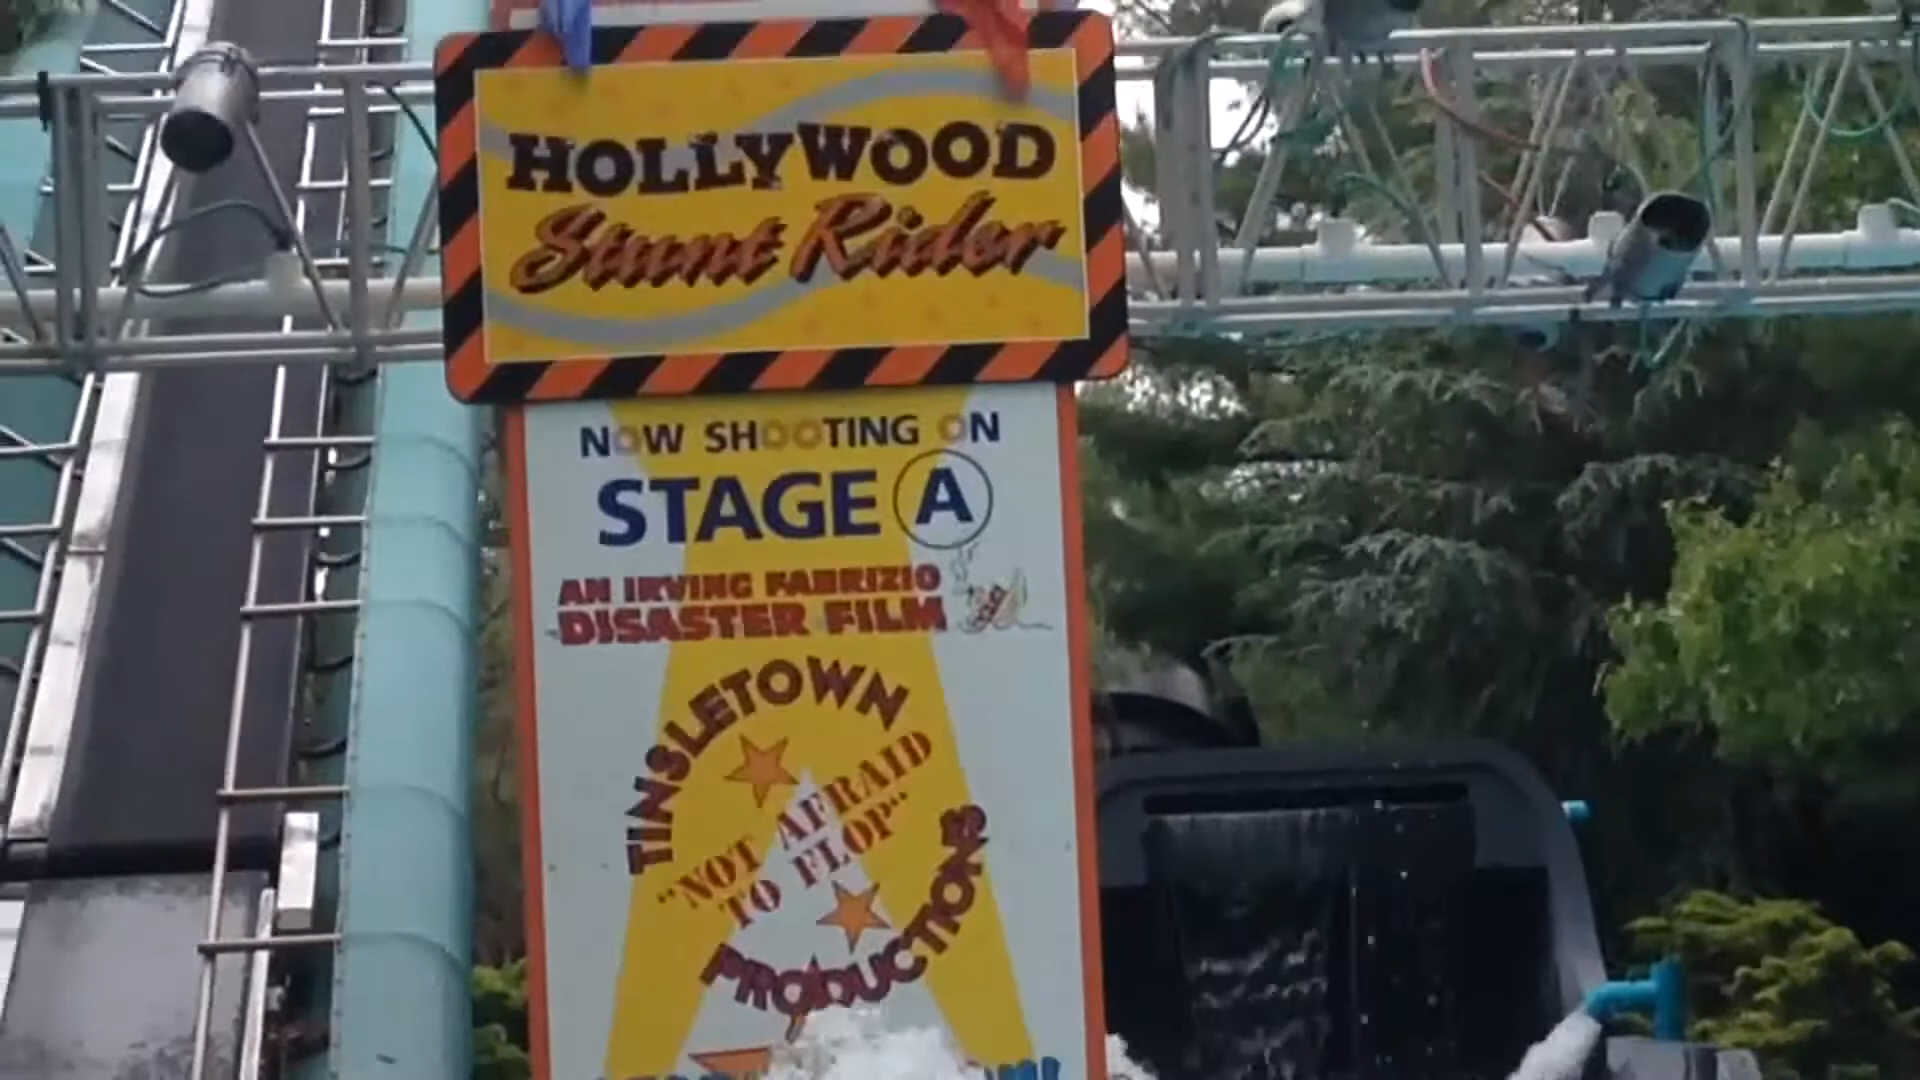 HOLLYWOOD
Stunt Rider
NOW SHOOTING ON
STAGE A
AN IRVING FABRIZIO
DISASTER FILM
TINSLETOWN
"NOT AFRAID
TO FLOP"
PRODUCTIONS